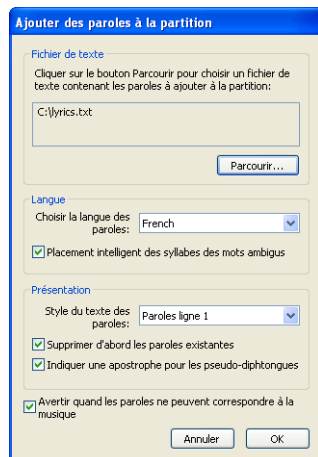 Ajouter des paroles à la partition
Fichier de texte
Cliquer sur le bouton Parcourir pour choisir un fichier de
texte contenant les paroles à ajouter à la partition:
C:\lyrics.txt
Parcourir...
Langue
Choisir la langue des
paroles:
French
Placement intelligent des syllabes des mots ambigus
Présentation
Style du texte des
paroles:
Paroles ligne 1
Supprimer d'abord les paroles existantes
Indiquer une apostrophe pour les pseudo-diphtongues
Avertir quand les paroles ne peuvent correspondre à la
musique
Annuler
OK